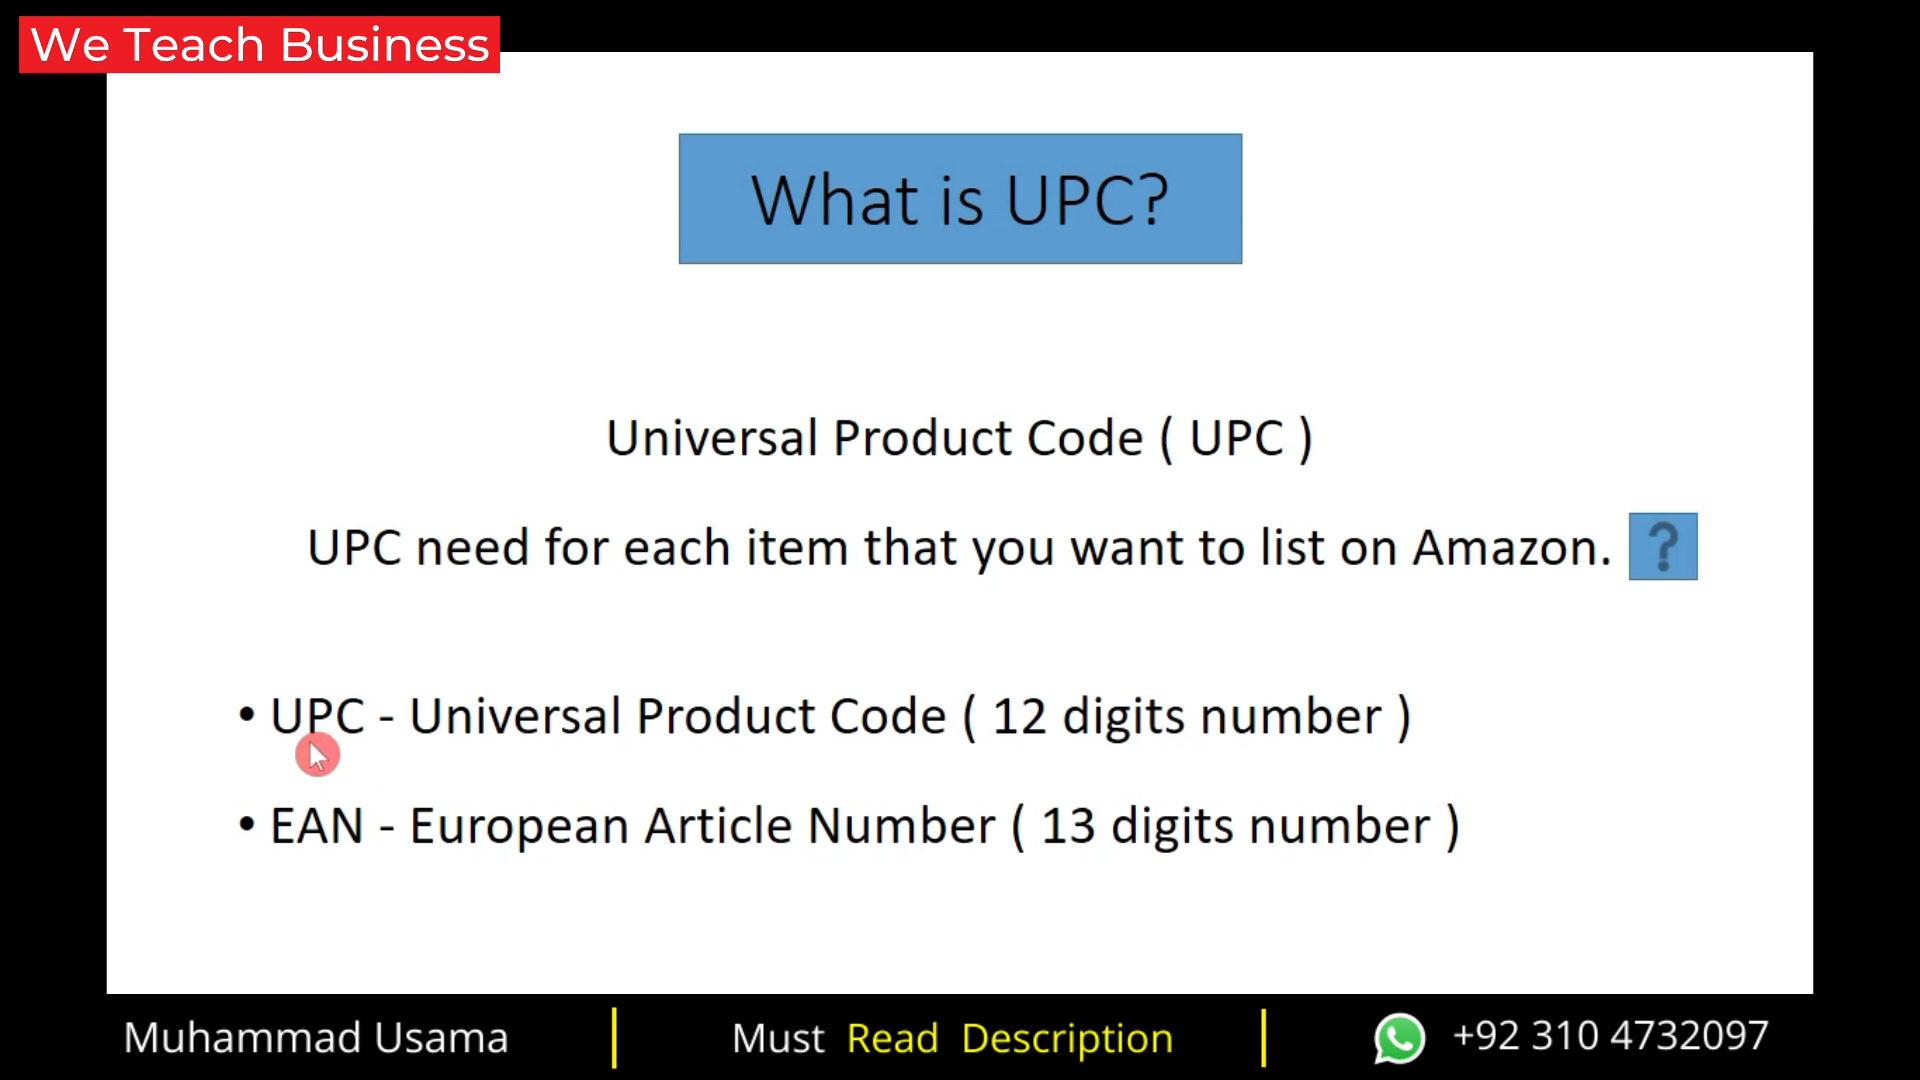 We Teach Business
What is UPC?
Universal Product Code ( UPC )
UPC need for each item that you want to list on Amazon. ?
• UPC - Universal Product Code ( 12 digits number )
• EAN - European Article Number ( 13 digits number )
Muhammad Usama | Must Read Description | +92 310 4732097